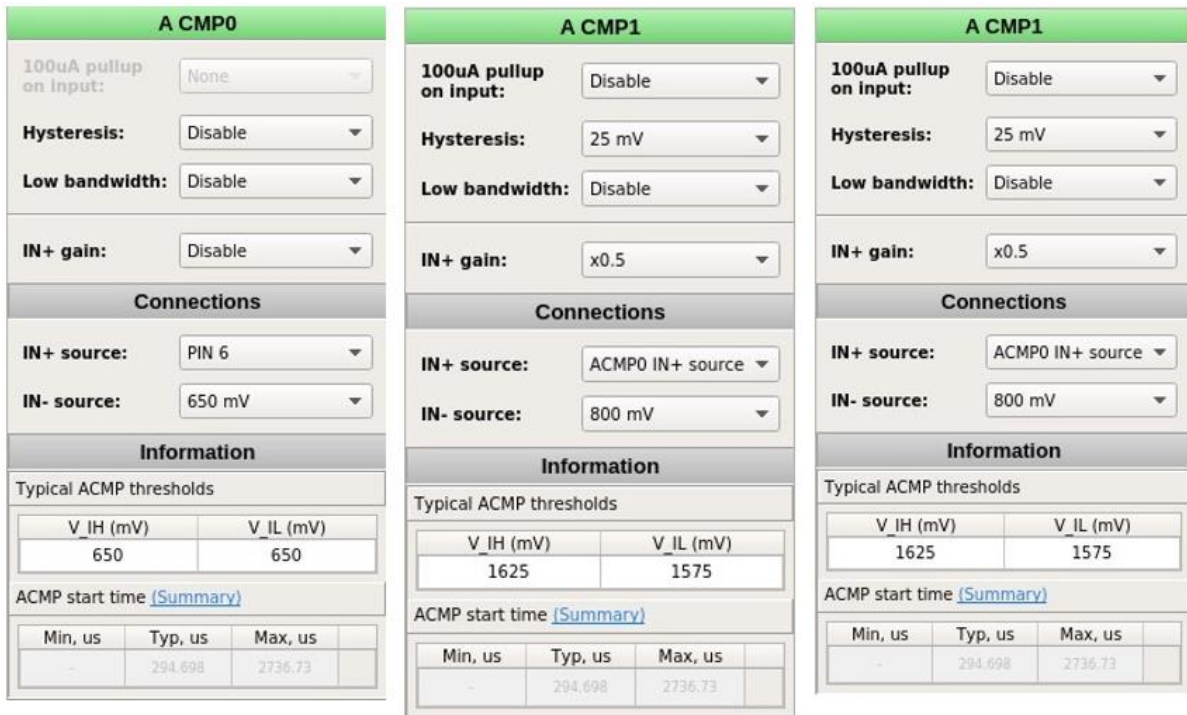 A CMP0
100uA pullup
on input:
None
Hysteresis:
Disable
Low bandwidth:
Disable
IN+ gain:
Disable
Connections
IN+ source:
PIN 6
IN- source:
650 mV
Information
Typical ACMP thresholds
V_IH (mV) V_IL (mV)
650 650
ACMP start time (Summary)
Min, us Typ, us Max, us
- 294.698 2736.73
A CMP1
100uA pullup
on input:
Disable
Hysteresis:
25 mV
Low bandwidth:
Disable
IN+ gain:
x0.5
Connections
IN+ source:
ACMP0 IN+ source
IN- source:
800 mV
Information
Typical ACMP thresholds
V_IH (mV) V_IL (mV)
1625 1575
ACMP start time (Summary)
Min, us Typ, us Max, us
- 294.698 2736.73
A CMP1
100uA pullup
on input:
Disable
Hysteresis:
25 mV
Low bandwidth:
Disable
IN+ gain:
x0.5
Connections
IN+ source:
ACMP0 IN+ source
IN- source:
800 mV
Information
Typical ACMP thresholds
V_IH (mV) V_IL (mV)
1625 1575
ACMP start time (Summary)
Min, us Typ, us Max, us
- 294.698 2736.73